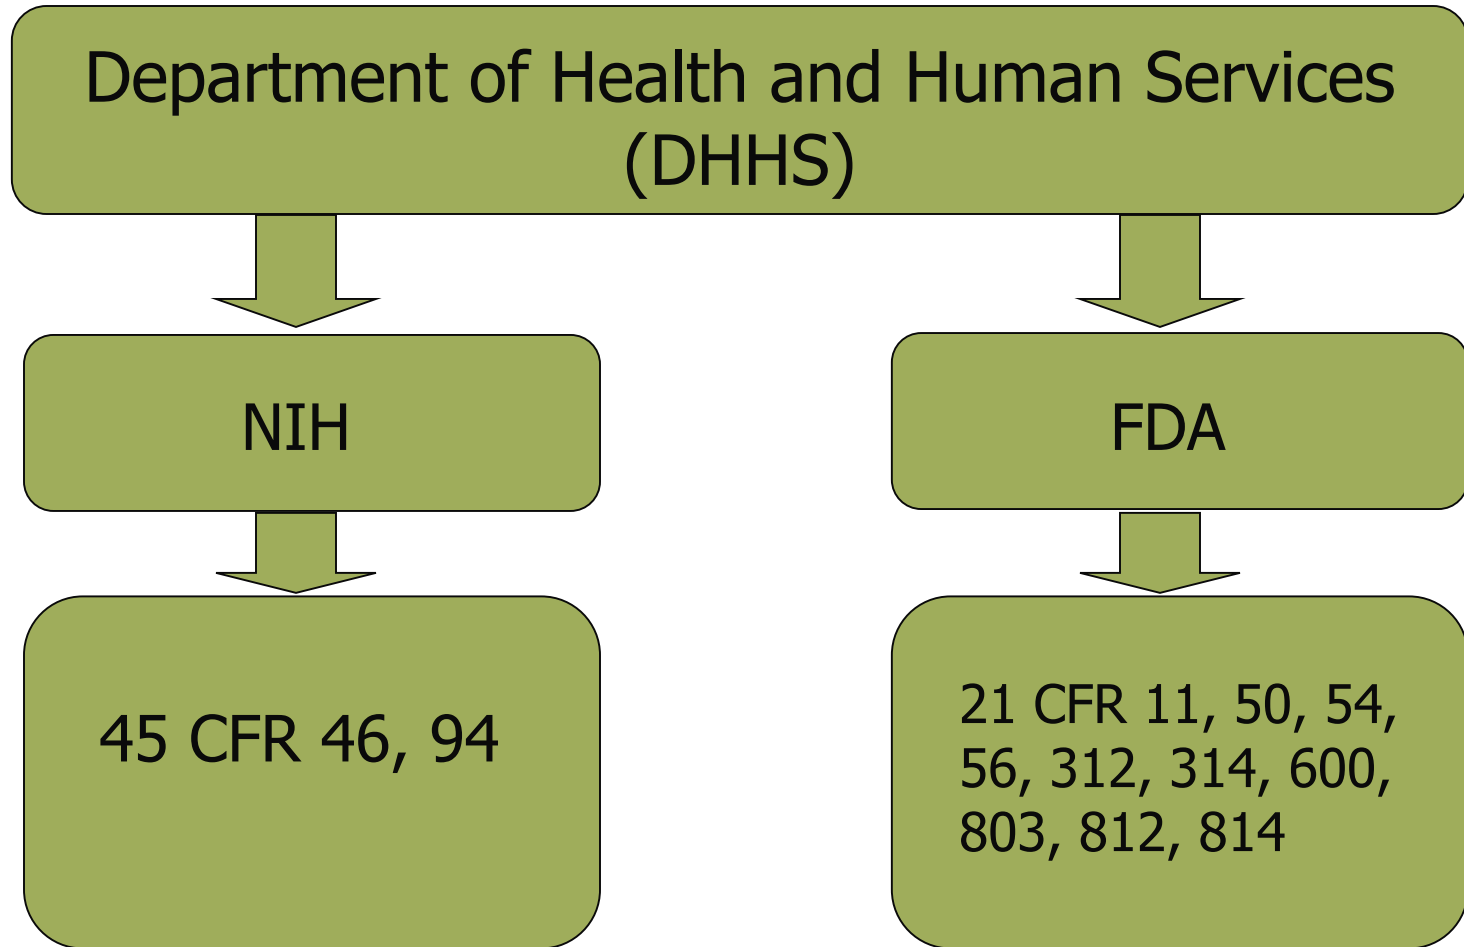 Department of Health and Human Services
(DHHS)
NIH
FDA
45 CFR 46, 94
21 CFR 11, 50, 54,
56, 312, 314, 600,
803, 812, 814